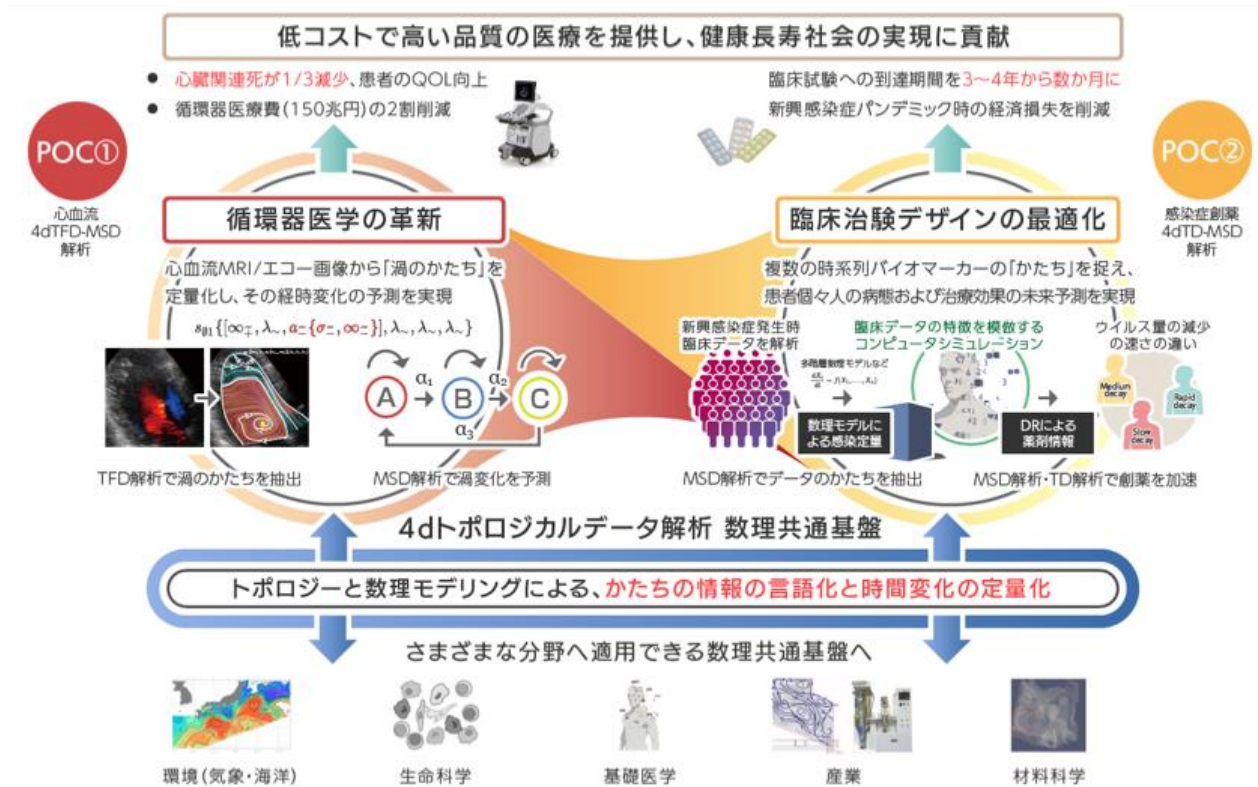 低コストで高い品質の医療を提供し、健康長寿社会の実現に貢献
● 心臓関連死が1/3減少、患者のQOL向上
● 循環器医療費(150兆円)の2割削減
臨床試験への到達期間を3～4年から数か月に
新興感染症パンデミック時の経済損失を削減
POC①
心血流
4dTFD-MSD
解析
POC②
感染症創薬
4dTD-MSD
解析
循環器医学の革新
心血流MRI/エコー画像から「渦のかたち」を
定量化し、その経時変化の予測を実現
s∅1{[∞∓,λ~,a={σ=,∞=}],λ~,λ~,λ~}
A
α1
B
α2
C
α3
TFD解析で渦のかたちを抽出
MSD解析で渦変化を予測
臨床治験デザインの最適化
複数の時系列バイオマーカーの「かたち」を捉え、
患者個々人の病態および治療効果の未来予測を実現
新興感染症発生時
臨床データを解析
臨床データの特徴を模倣する
コンピュータシミュレーション
ウイルス量の減少
の速さの違い
多階層数理モデルなど
数理モデル
による感染定量
DRIによる
薬剤情報
Medium
decay
Rapid
decay
Slow
decay
MSD解析でデータのかたちを抽出
MSD解析・TD解析で創薬を加速
4dトポロジカルデータ解析 数理共通基盤
トポロジーと数理モデリングによる、かたちの情報の言語化と時間変化の定量化
さまざまな分野へ適用できる数理共通基盤へ
環境(気象・海洋)
生命科学
基礎医学
産業
材料科学